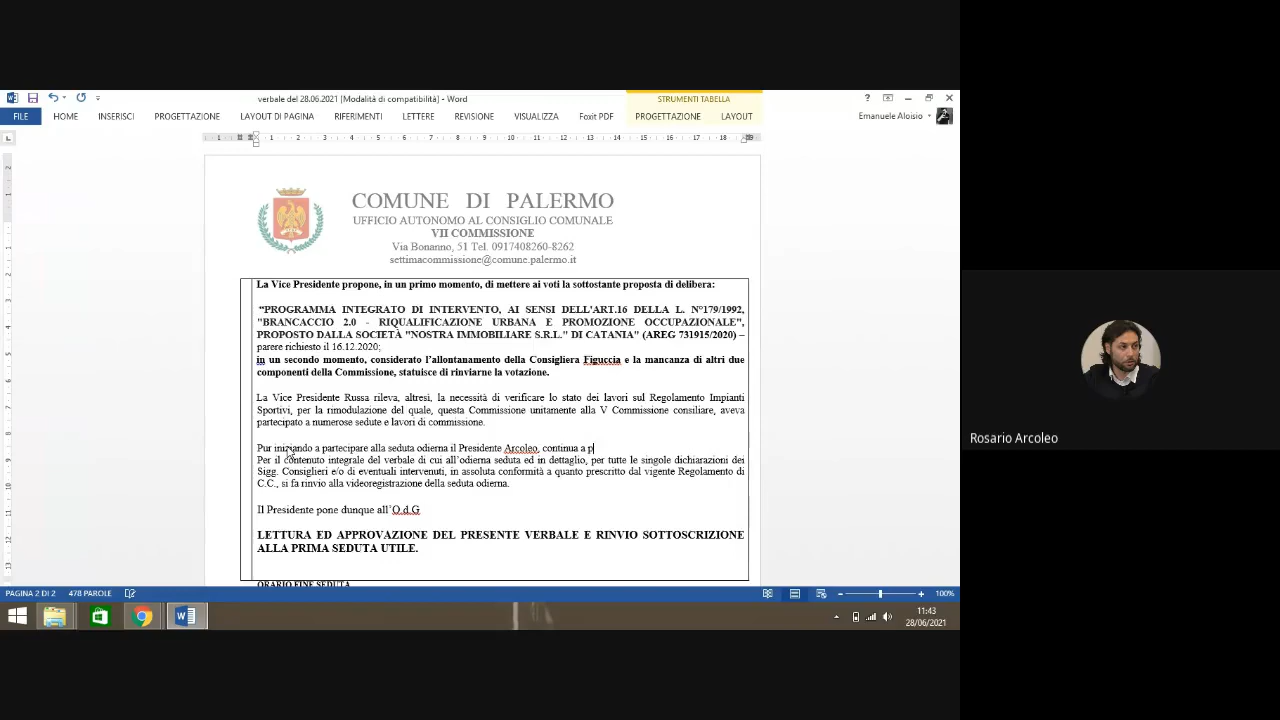 verbale del 28.06.2021 [Modalità di compatibilità] - Word
STRUMENTI TABELLA
?
FILE
HOME
INSERISCI
PROGETTAZIONE
LAYOUT DI PAGINA
RIFERIMENTI
LETTERE
REVISIONE
VISUALIZZA
Foxit PDF
PROGETTAZIONE
LAYOUT
Emanuele Aloisio
COMUNE DI PALERMO
UFFICIO AUTONOMO AL CONSIGLIO COMUNALE
VII COMMISSIONE
Via Bonanno, 51 Tel. 0917408260-8262
settimacommissione@comune.palermo.it
La Vice Presidente propone, in un primo momento, di mettere ai voti la sottostante proposta di delibera:
"PROGRAMMA INTEGRATO DI INTERVENTO, AI SENSI DELL'ART.16 DELLA L. N°179/1992,
"BRANCACCIO 2.0 - RIQUALIFICAZIONE URBANA E PROMOZIONE OCCUPAZIONALE",
PROPOSTO DALLA SOCIETÀ "NOSTRA IMMOBILIARE S.R.L." DI CATANIA" (AREG 731915/2020) –
parere richiesto il 16.12.2020;
in un secondo momento, considerato l'allontanamento della Consigliera Figuccia e la mancanza di altri due
componenti della Commissione, statuisce di rinviarne la votazione.
La Vice Presidente Russa rileva, altresì, la necessità di verificare lo stato dei lavori sul Regolamento Impianti
Sportivi, per la rimodulazione del quale, questa Commissione unitamente alla V Commissione consiliare, aveva
partecipato a numerose sedute e lavori di commissione.
Pur iniziando a partecipare alla seduta odierna il Presidente Arcoleo, continua a p
Per il contenuto integrale del verbale di cui all'odierna seduta ed in dettaglio, per tutte le singole dichiarazioni dei
Sigg. Consiglieri e/o di eventuali intervenuti, in assoluta conformità a quanto prescritto dal vigente Regolamento di
C.C., si fa rinvio alla videoregistrazione della seduta odierna.
Il Presidente pone dunque all'O.d.G
LETTURA ED APPROVAZIONE DEL PRESENTE VERBALE E RINVIO SOTTOSCRIZIONE
ALLA PRIMA SEDUTA UTILE.
ORARIO FINE SEDUTA
PAGINA 2 DI 2
478 PAROLE
100%
11:43
28/06/2021
Rosario Arcoleo